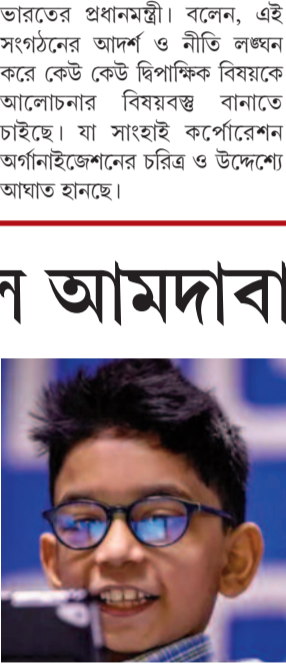 ভারতের প্রধানমন্ত্রী। বলেন, এই
সংগঠনের আদর্শ ও নীতি লঙ্ঘন
করে কেউ কেউ দ্বিপাক্ষিক বিষয়কে
আলোচনার বিষয়বস্তু বানাতে
চাইছে। যা সাংহাই কর্পোরেশন
অর্গানাইজেশনের চরিত্র ও উদ্দেশ্যে
আঘাত হানছে।
ন আমদাবা